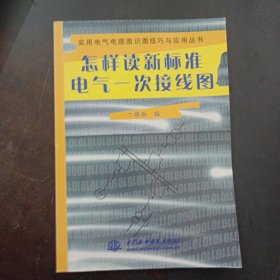 实用电气电路图识图技巧与应用丛书
怎样读新标准
电气一次接线图
编